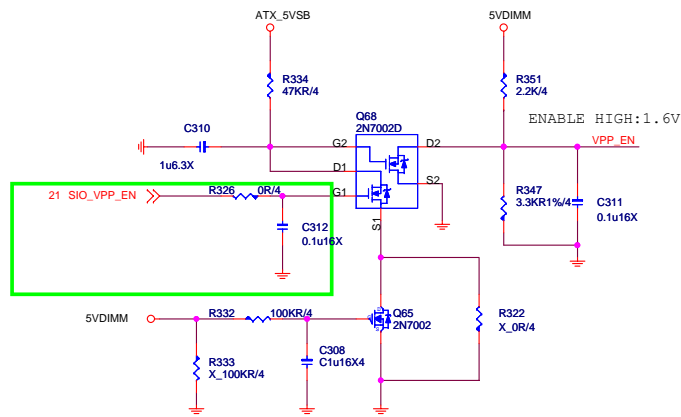 ATX_5VSB
5VDIMM
R334
47KR/4
R351
2.2K/4
Q68
2N7002D
ENABLE HIGH:1.6V
C310
1u6.3X
G2
D2
VPP_EN
D1
S2
21 SIO_VPP_EN
R326
0R/4
G1
R347
3.3KR1%/4
C311
0.1u16X
C312
0.1u16X
S1
5VDIMM
R332
100KR/4
Q65
2N7002
R322
X_0R/4
R333
X_100KR/4
C308
C1u16X4